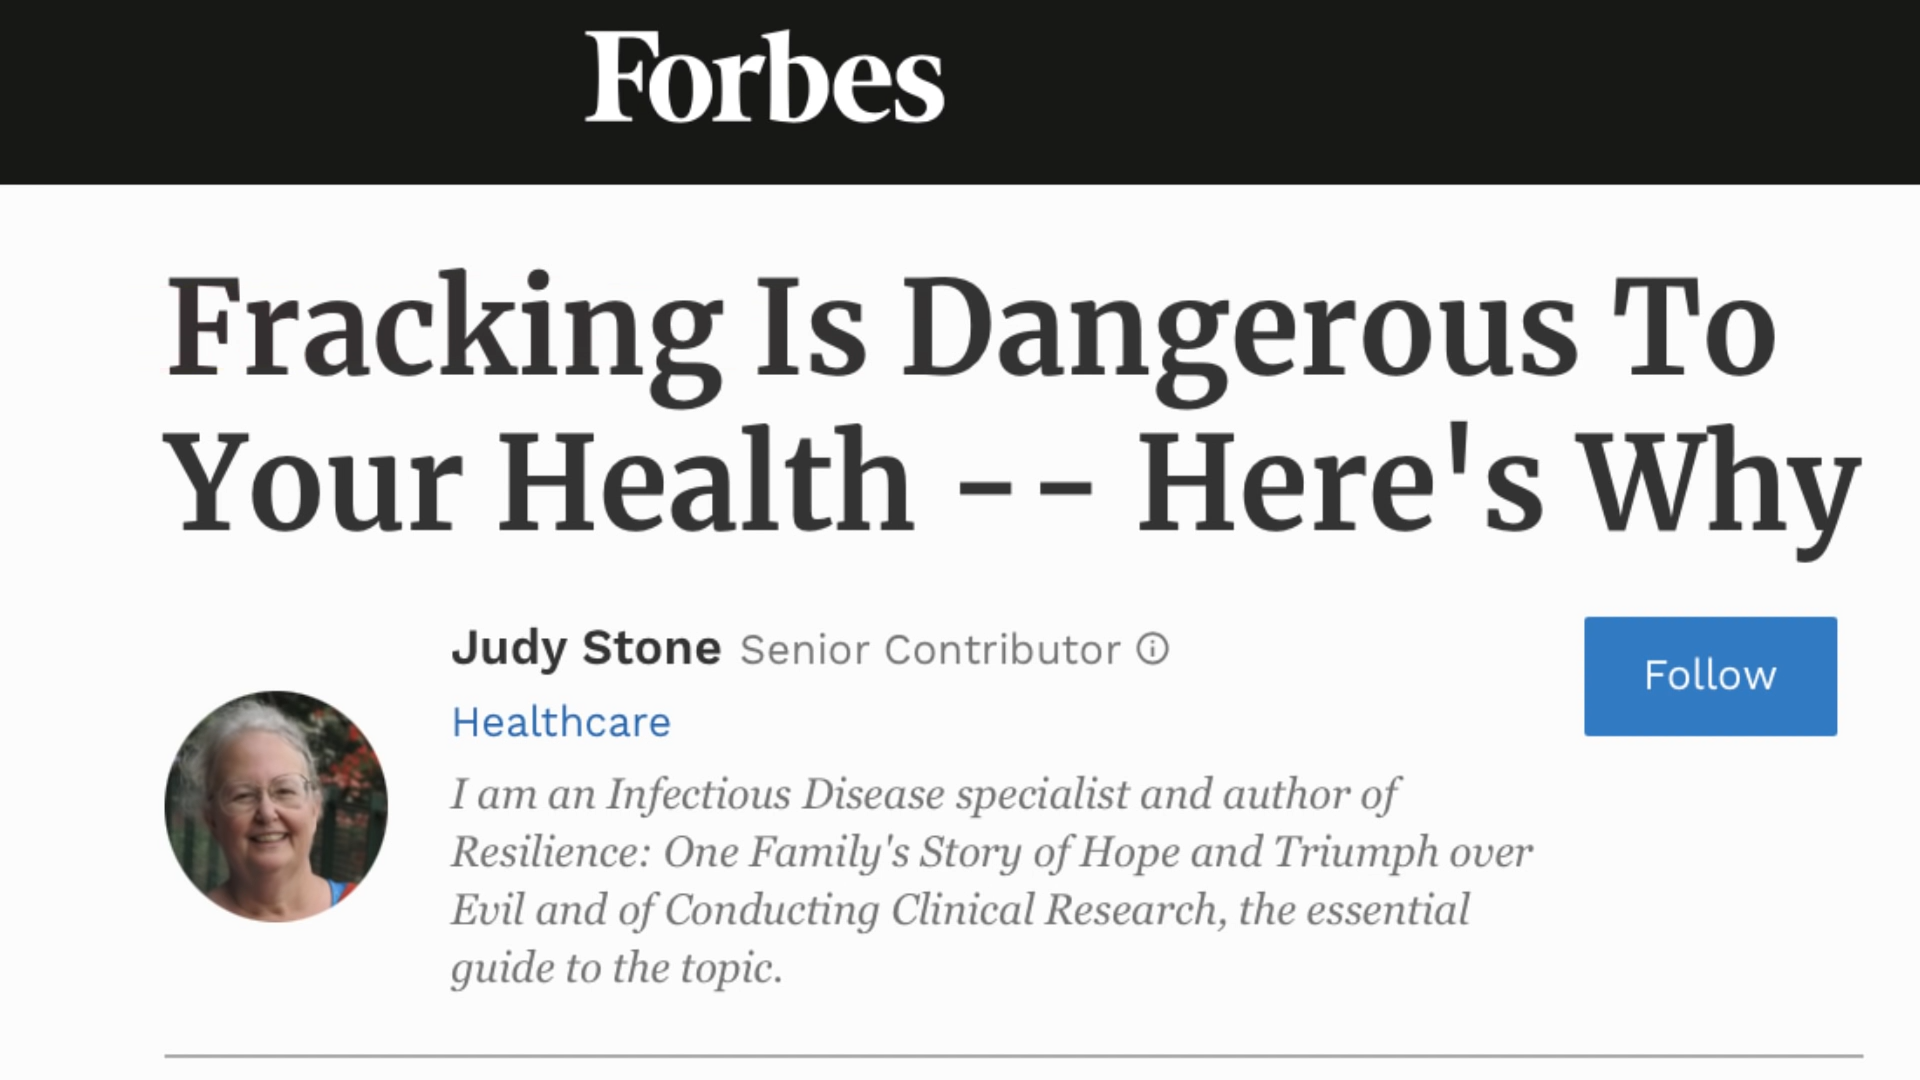 Forbes
Fracking Is Dangerous To
Your Health -- Here's Why
Judy Stone Senior Contributor
Healthcare
Follow
I am an Infectious Disease specialist and author of
Resilience: One Family's Story of Hope and Triumph over
Evil and of Conducting Clinical Research, the essential
guide to the topic.